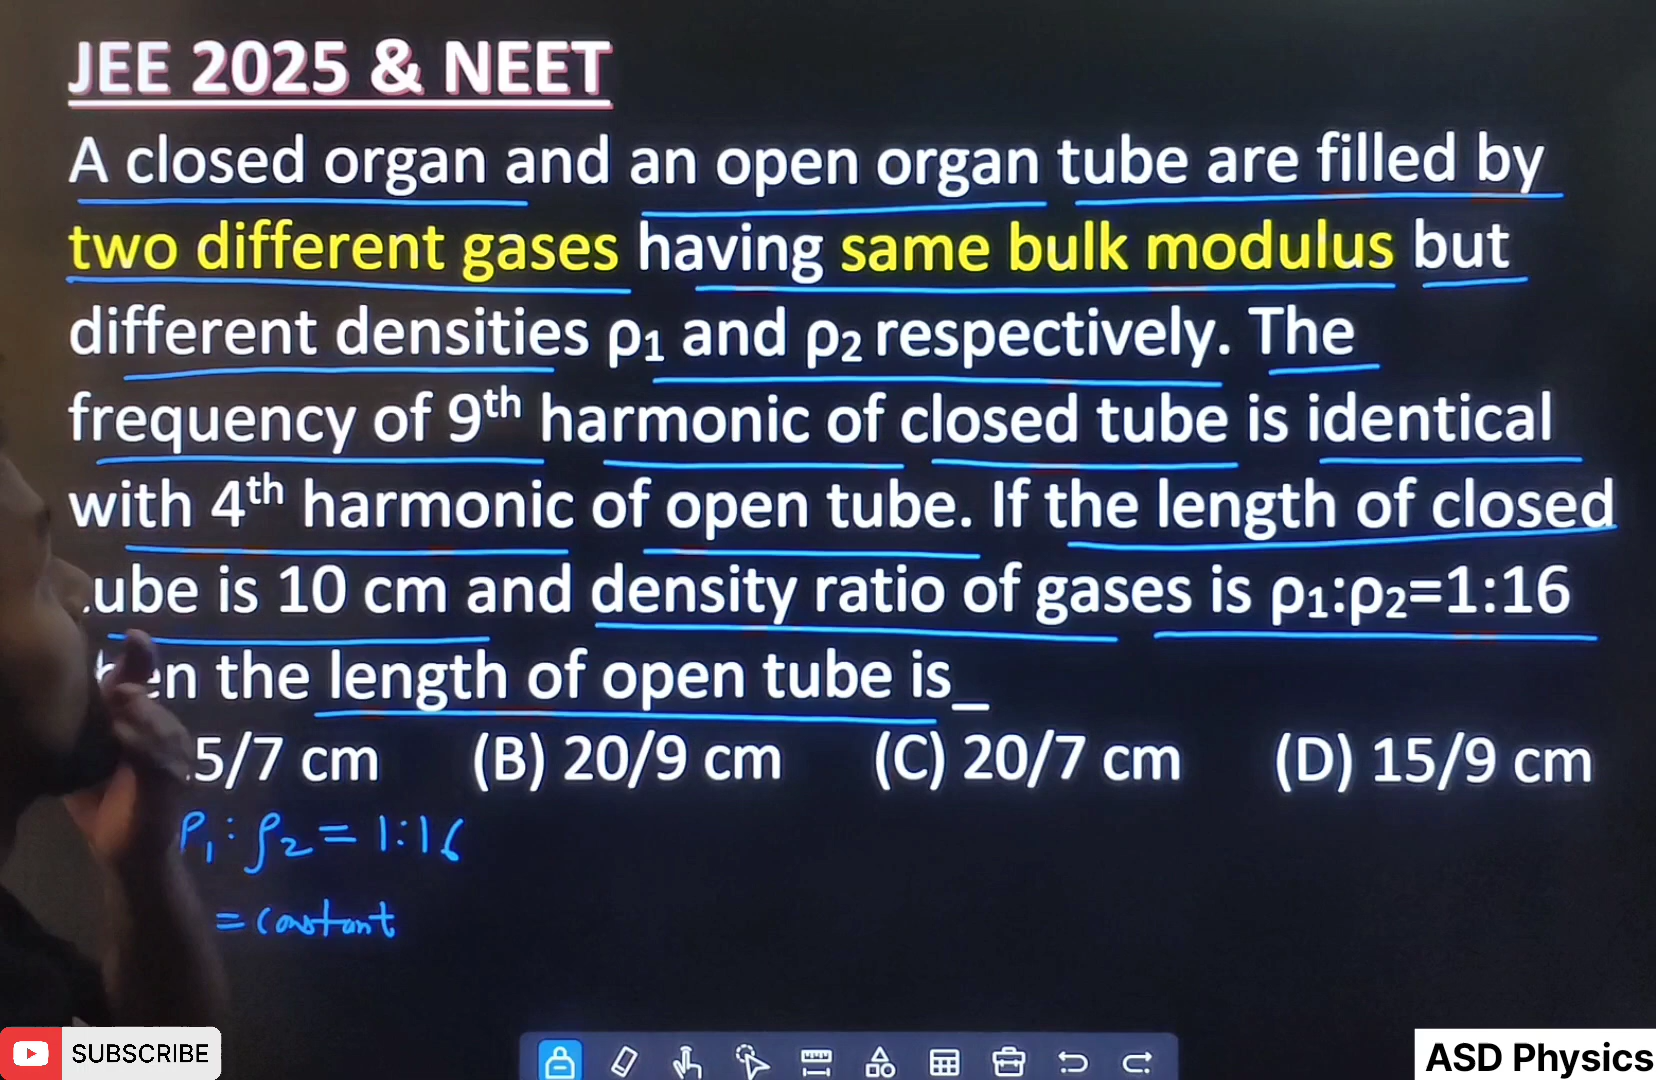 JEE 2025 & NEET
A closed organ and an open organ tube are filled by
two different gases having same bulk modulus but
different densities ρ1 and ρ2 respectively. The
frequency of 9th harmonic of closed tube is identical
with 4th harmonic of open tube. If the length of closed
ube is 10 cm and density ratio of gases is ρ1:ρ2=1:16
en the length of open tube is_
5/7 cm (B) 20/9 cm (C) 20/7 cm (D) 15/9 cm
ρ1:ρ2=1:16
= constant
SUBSCRIBE
ASD Physics